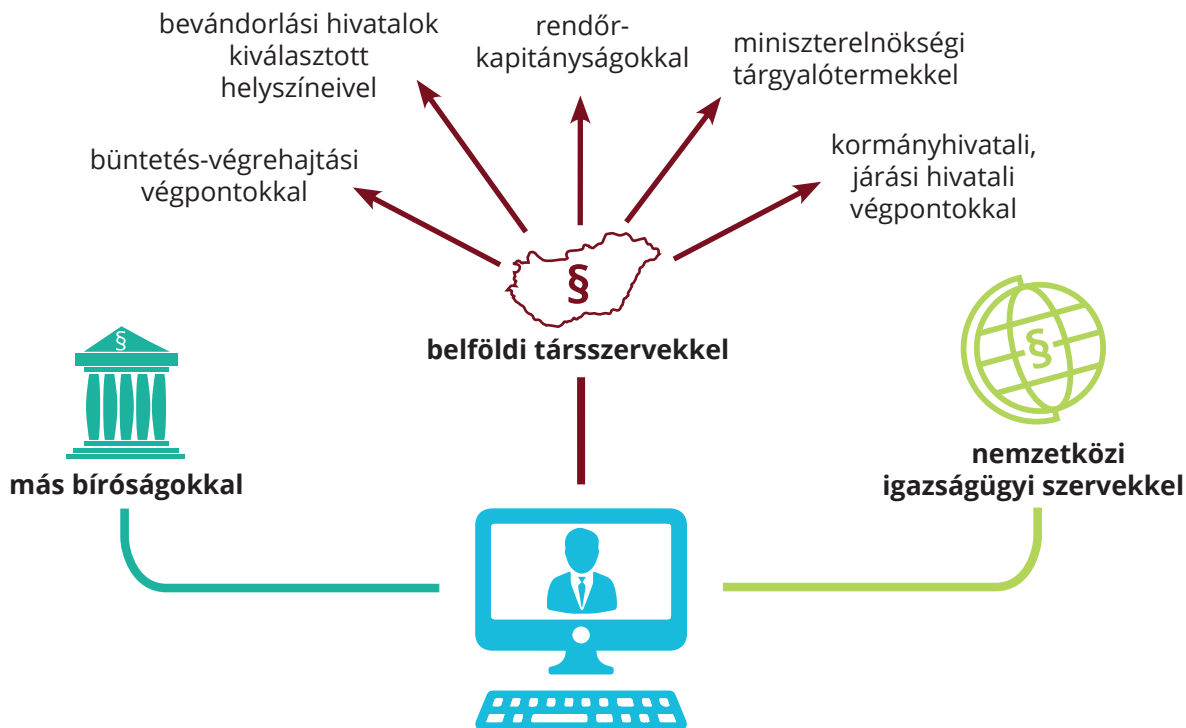 bevándorlási hivatalok
kiválasztott
helyszíneivel
rendőr-
kapitányságokkal
miniszterelnökségi
tárgyalótermekkel
büntetés-végrehajtási
végpontokkal
kormányhivatali,
járási hivatali
végpontokkal
§
belföldi társszervekkel
§
más bíróságokkal
§
nemzetközi
igazságügyi szervekkel